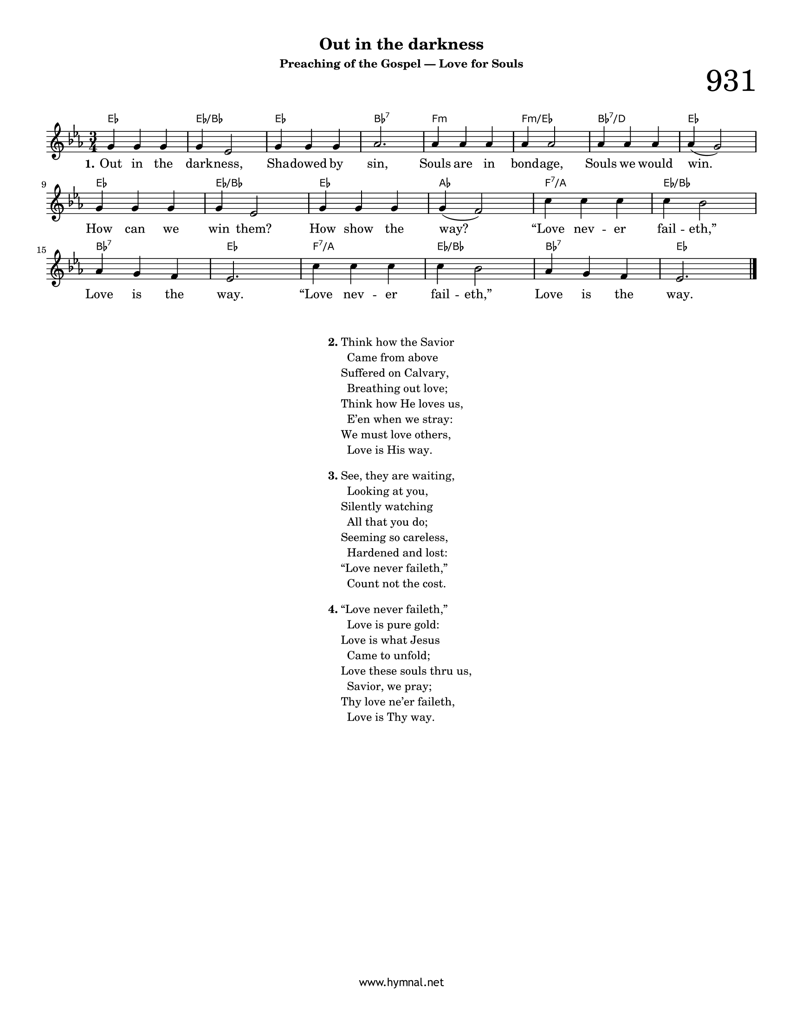 Out in the darkness
Preaching of the Gospel — Love for Souls
931
E♭ E♭/B♭ E♭ B♭7 Fm Fm/E♭ B♭7/D E♭
1. Out in the darkness, Shadowed by sin, Souls are in bondage, Souls we would win.
9
E♭ E♭/B♭ E♭ A♭ F7/A E♭/B♭
How can we win them? How show the way? “Love nev - er fail - eth,”
15
B♭7 E♭ F7/A E♭/B♭ B♭7 E♭
Love is the way. “Love nev - er fail - eth,” Love is the way.
2. Think how the Savior
Came from above
Suffered on Calvary,
Breathing out love;
Think how He loves us,
E’en when we stray:
We must love others,
Love is His way.
3. See, they are waiting,
Looking at you,
Silently watching
All that you do;
Seeming so careless,
Hardened and lost:
“Love never faileth,”
Count not the cost.
4. “Love never faileth,”
Love is pure gold:
Love is what Jesus
Came to unfold;
Love these souls thru us,
Savior, we pray;
Thy love ne’er faileth,
Love is Thy way.
www.hymnal.net